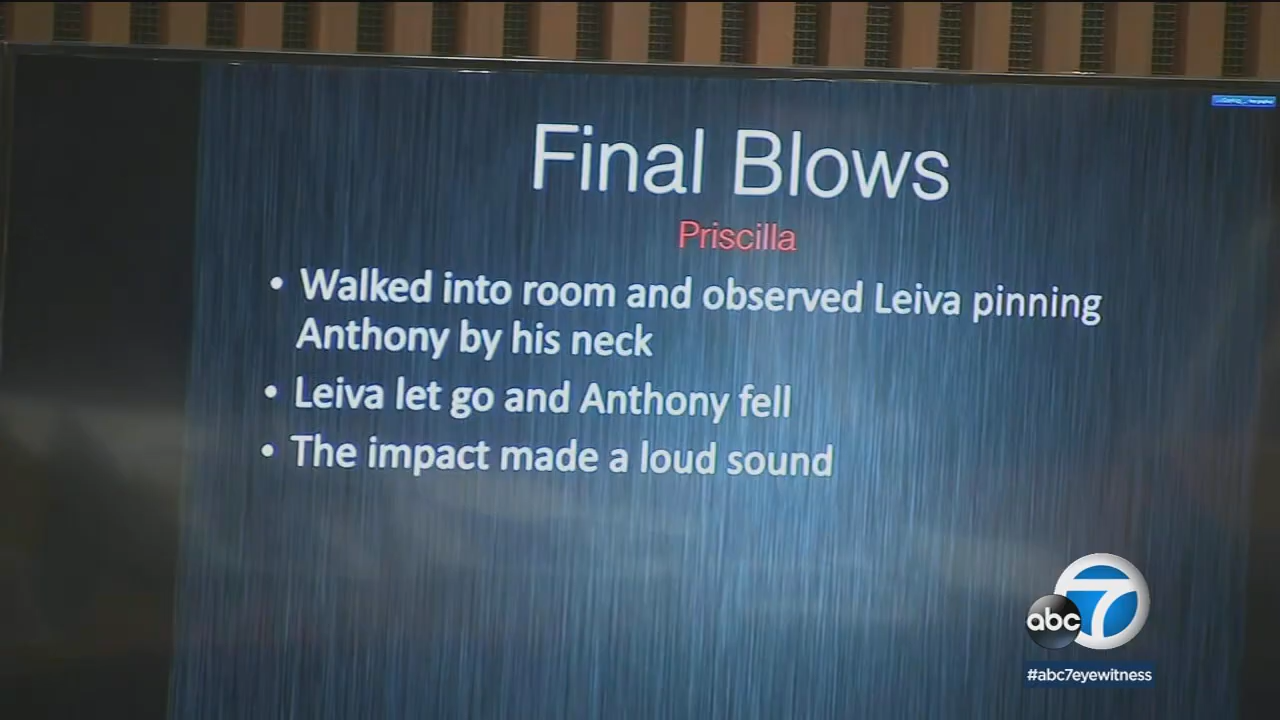 Final Blows
Priscilla
• Walked into room and observed Leiva pinning
Anthony by his neck
• Leiva let go and Anthony fell
• The impact made a loud sound
abc 7
#abc7eyewitness